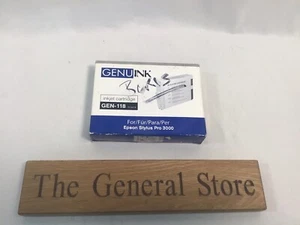 GENUINK
inkjet cartridge
GEN-118
For/Für/Para/Per
Epson Stylus Pro 3000
The General Store